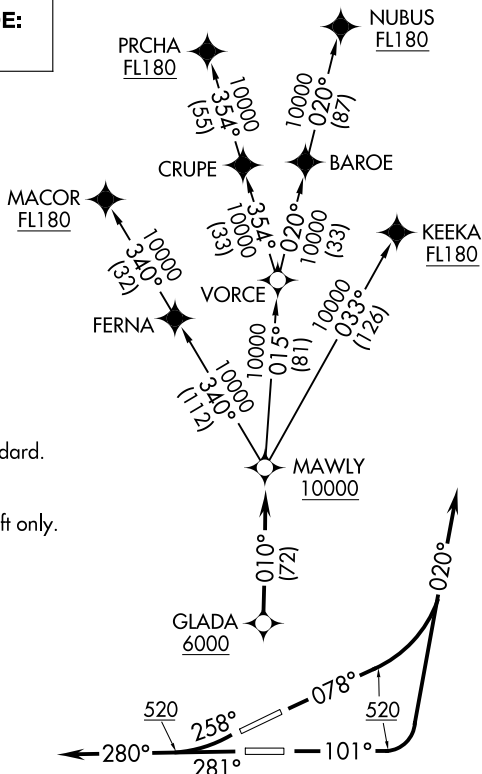 DE:
NUBUS
FL180
PRCHA
FL180
10000
354°
(55)
10000
020°
(87)
CRUPE
BAROE
MACOR
FL180
354°
10000
(33)
020°
10000
(33)
KEEKA
FL180
10000
340°
(32)
VORCE
FERNA
10000
015°
(81)
10000
033°
(126)
10000
340°
(112)
dard.
MAWLY
10000
ft only.
010°
(72)
020°
GLADA
6000
078°
520
258°
520
280°
281°
101°